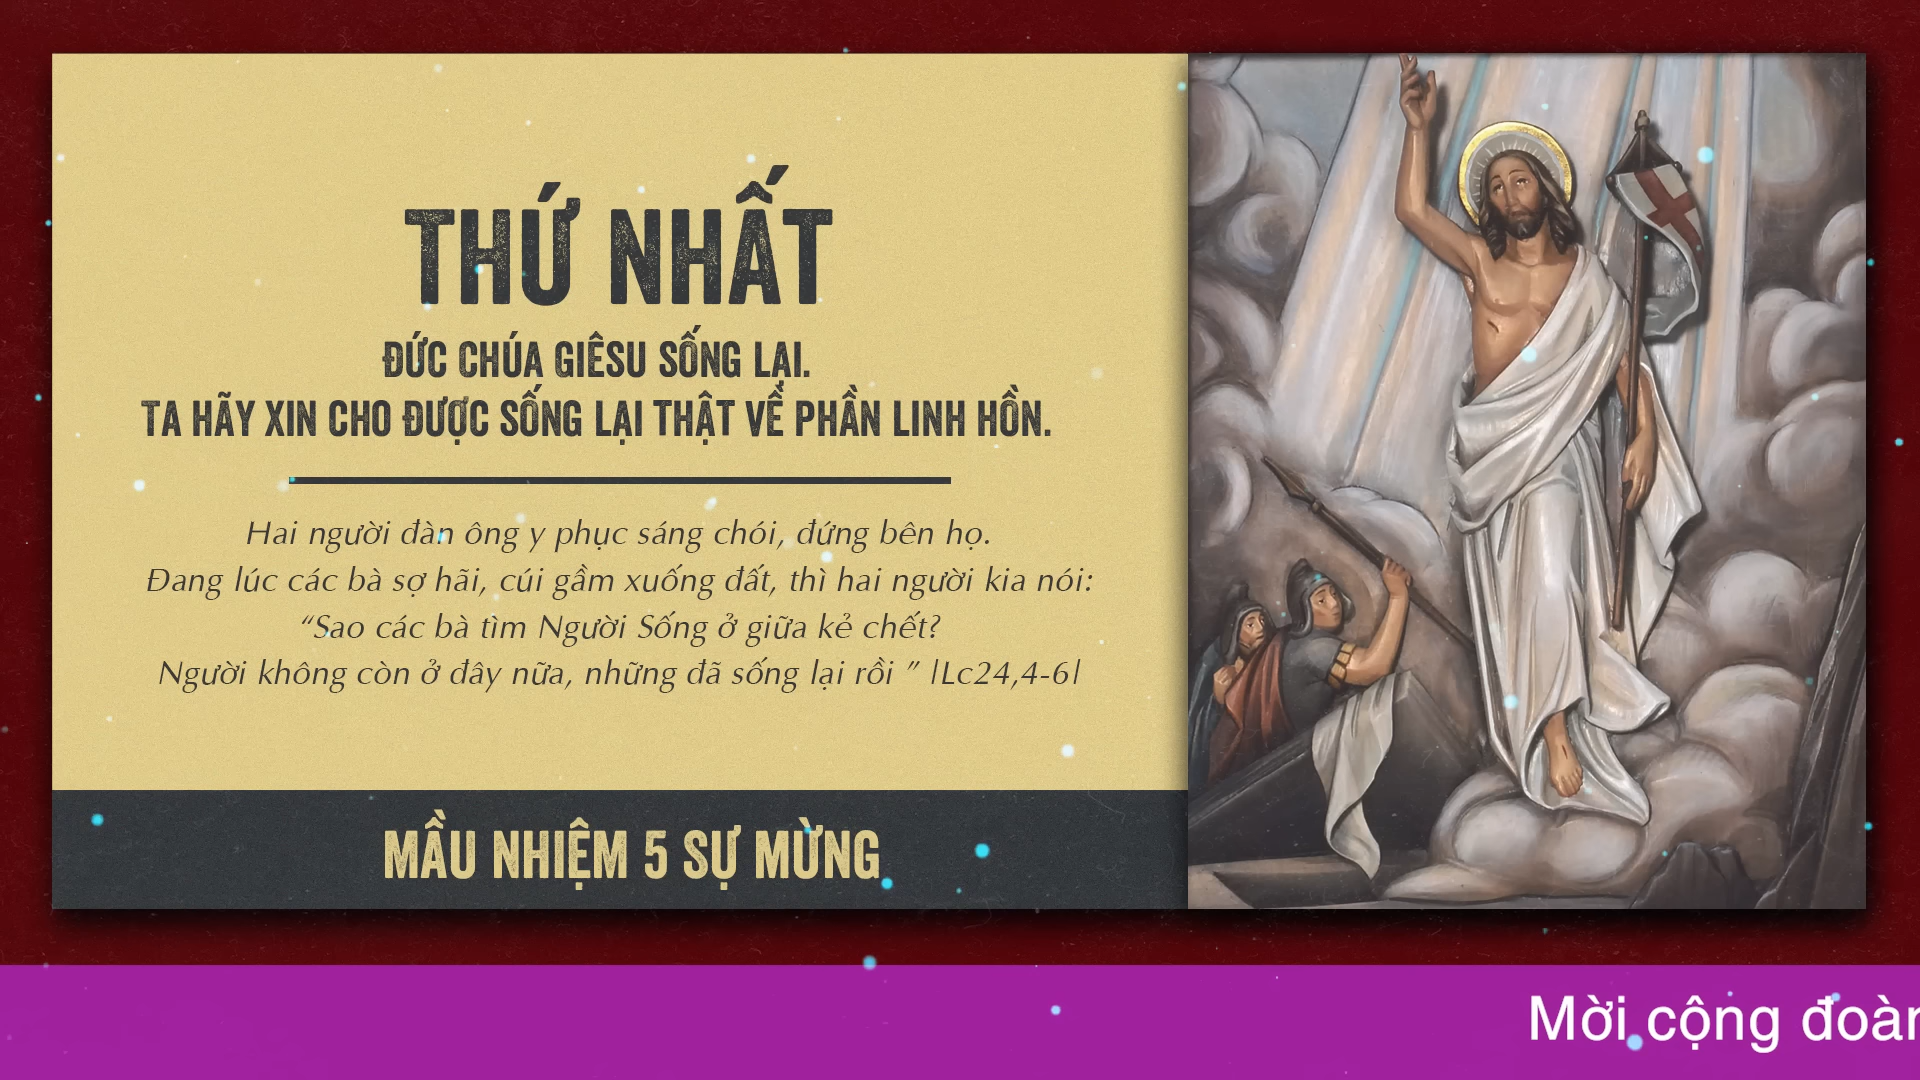 THỨ NHẤT
ĐỨC CHÚA GIÊSU SỐNG LẠI.
TA HÃY XIN CHO ĐƯỢC SỐNG LẠI THẬT VỀ PHẦN LINH HỒN.
Hai người đàn ông y phục sáng chói, đứng bên họ.
Đang lúc các bà sợ hãi, cúi gầm xuống đất, thì hai người kia nói:
“Sao các bà tìm Người Sống ở giữa kẻ chết?
Người không còn ở đây nữa, những đã sống lại rồi ” |Lc24,4-6|
MẦU NHIỆM 5 SỰ MỪNG
Mời cộng đoàn